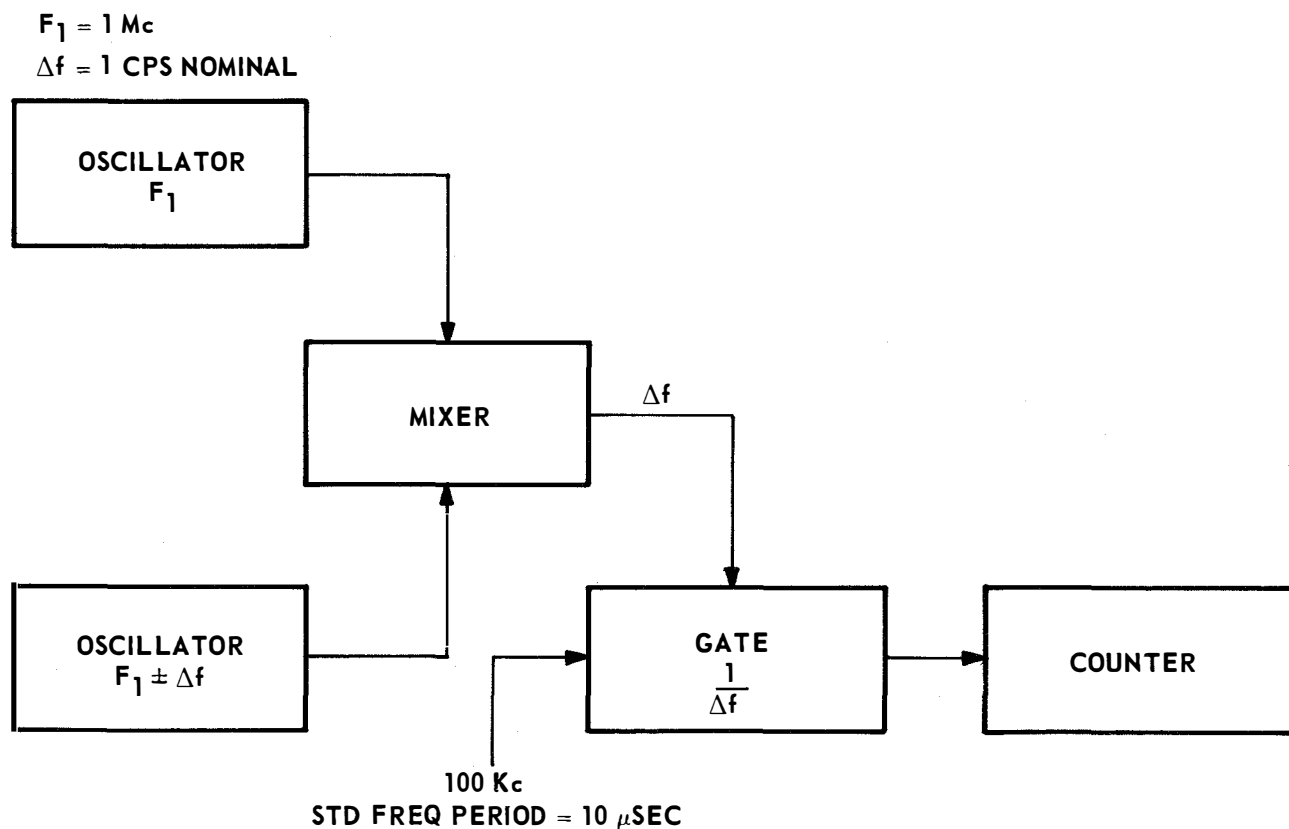 F1 = 1 Mc
Δf = 1 CPS NOMINAL
OSCILLATOR
F1
MIXER
Δf
OSCILLATOR
F1 ± Δf
GATE
1
Δf
COUNTER
100 Kc
STD FREQ PERIOD = 10 μSEC